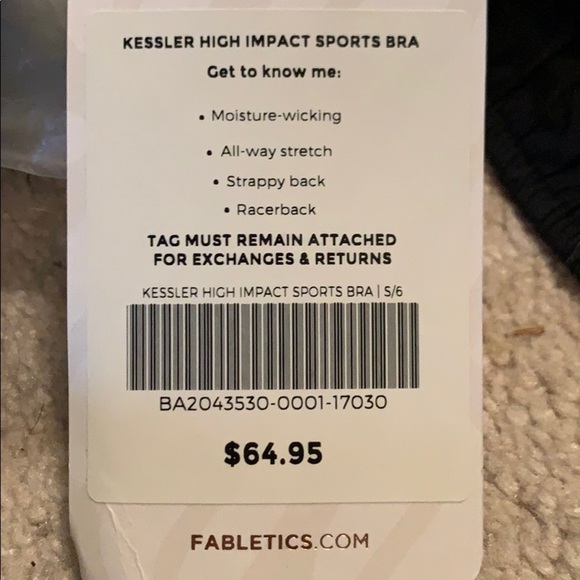 KESSLER HIGH IMPACT SPORTS BRA
Get to know me:
• Moisture-wicking
• All-way stretch
• Strappy back
• Racerback
TAG MUST REMAIN ATTACHED
FOR EXCHANGES & RETURNS
KESSLER HIGH IMPACT SPORTS BRA | S/6
BA2043530-0001-17030
$64.95
FABLETICS.COM